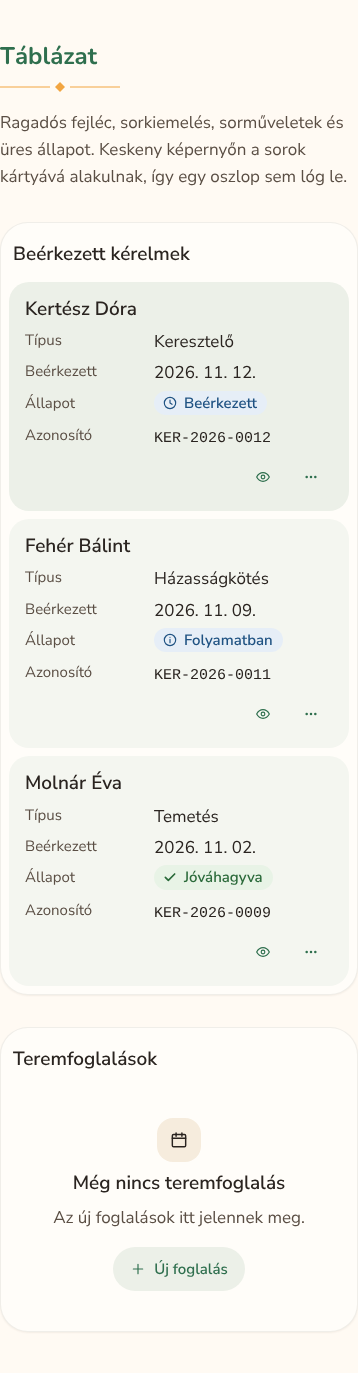 Táblázat
Ragadós fejléc, sorkiemelés, sorműveletek és
üres állapot. Keskeny képernyőn a sorok
kártyává alakulnak, így egy oszlop sem lóg le.
Beérkezett kérelmek
Kertész Dóra
Típus Keresztelő
Beérkezett 2026. 11. 12.
Állapot Beérkezett
Azonosító KER-2026-0012
Fehér Bálint
Típus Házasságkötés
Beérkezett 2026. 11. 09.
Állapot Folyamatban
Azonosító KER-2026-0011
Molnár Éva
Típus Temetés
Beérkezett 2026. 11. 02.
Állapot Jóváhagyva
Azonosító KER-2026-0009
Teremfoglalások
Még nincs teremfoglalás
Az új foglalások itt jelennek meg.
Új foglalás